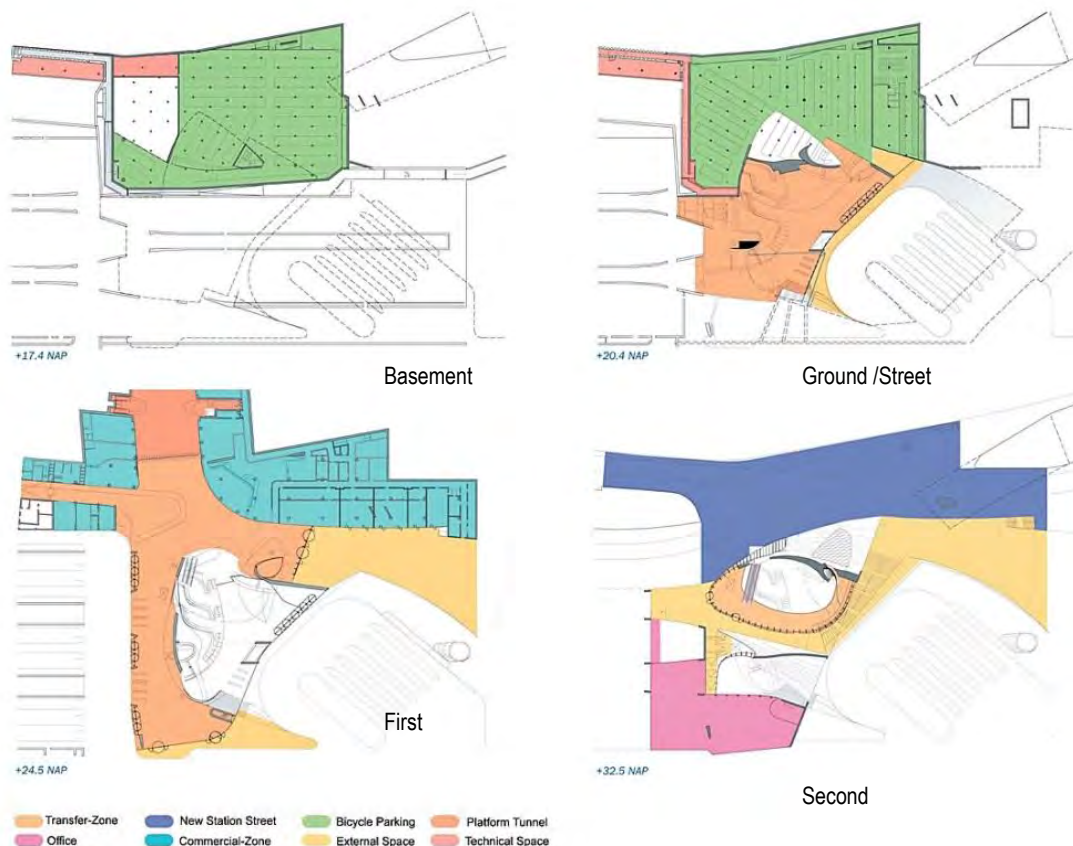 +17.4 NAP
Basement
+20.4 NAP
Ground /Street
+24.5 NAP
First
+32.5 NAP
Second
Transfer-Zone New Station Street Bicycle Parking Platform Tunnel
Office Commercial-Zone External Space Technical Space